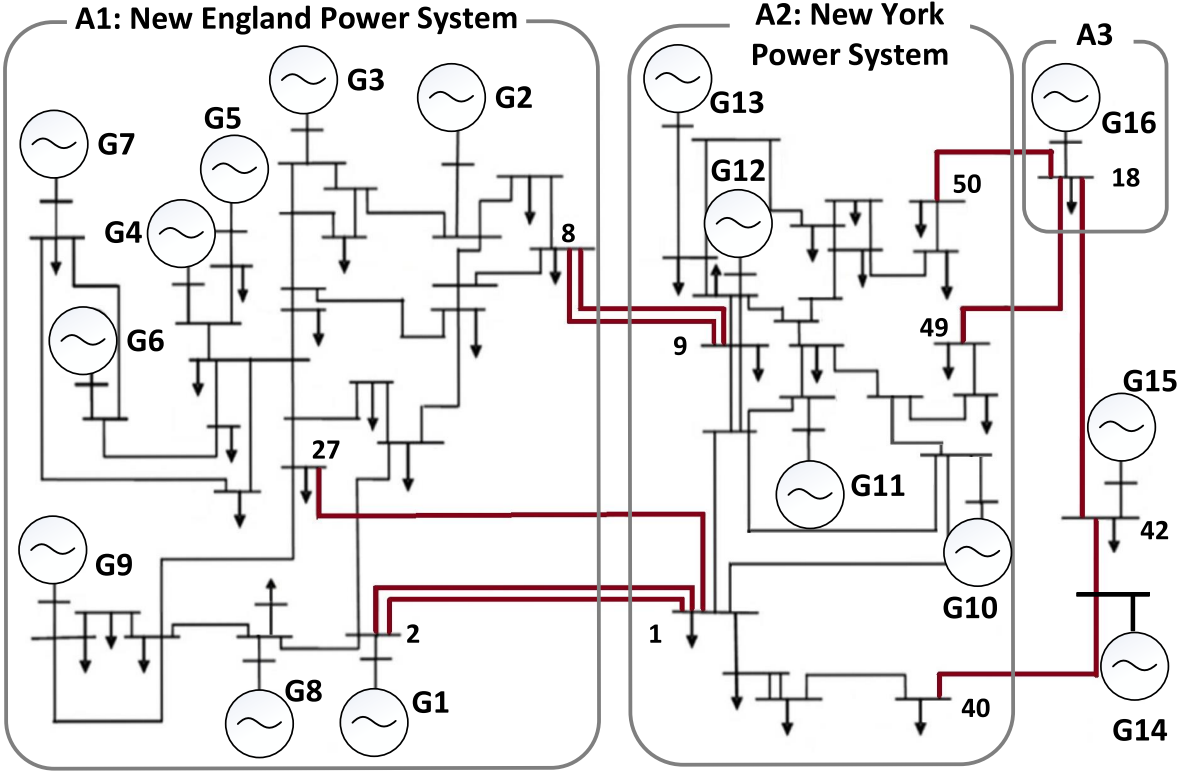 A1: New England Power System
A2: New York
Power System
A3
G3
G2
G13
G16
G7
G5
G12
18
50
G4
8
G6
49
9
G15
27
G11
42
G9
G10
1
2
G8
G1
40
G14